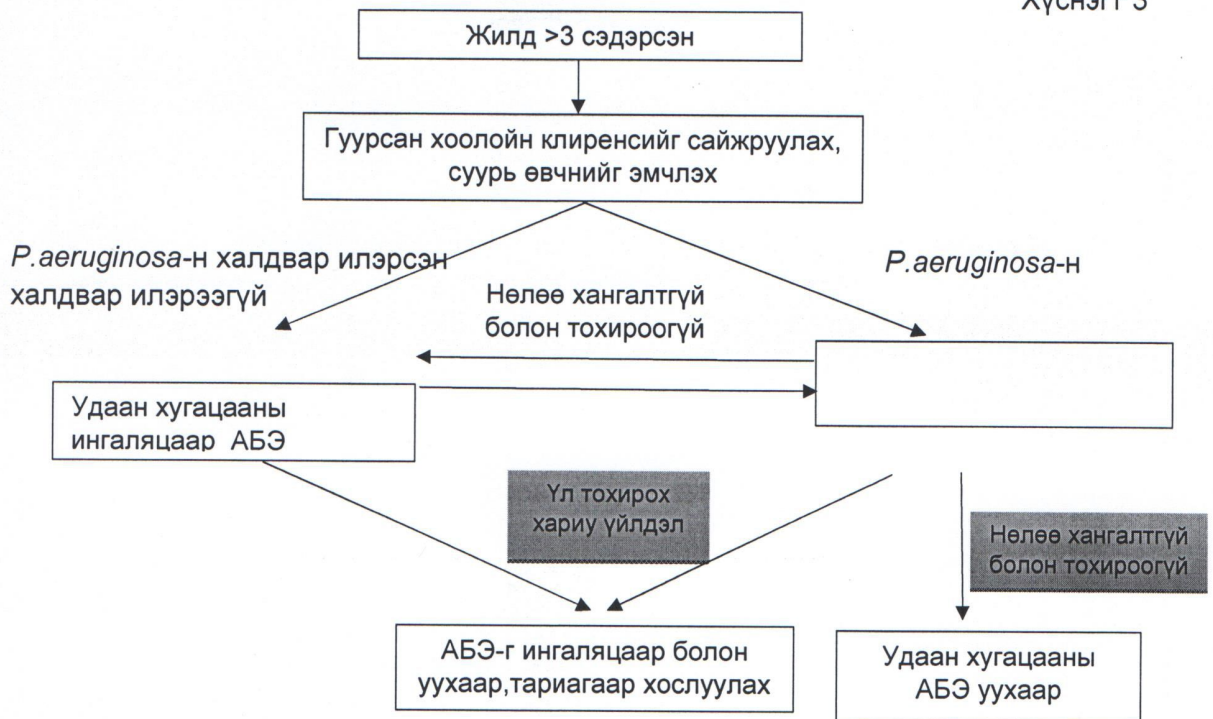 Хүснэгт 3
Жилд >3 сэдэрсэн
Гуурсан хоолойн клиренсийг сайжруулах,
суурь өвчнийг эмчлэх
P.aeruginosa-н халдвар илэрсэн
халдвар илэрээгүй
P.aeruginosa-н
Нөлөө хангалтгүй
болон тохироогүй
Удаан хугацааны
ингаляцаар АБЭ
Үл тохирох
хариу үйлдэл
Нөлөө хангалтгүй
болон тохироогүй
АБЭ-г ингаляцаар болон
уухаар,тариагаар хослуулах
Удаан хугацааны
АБЭ уухаар